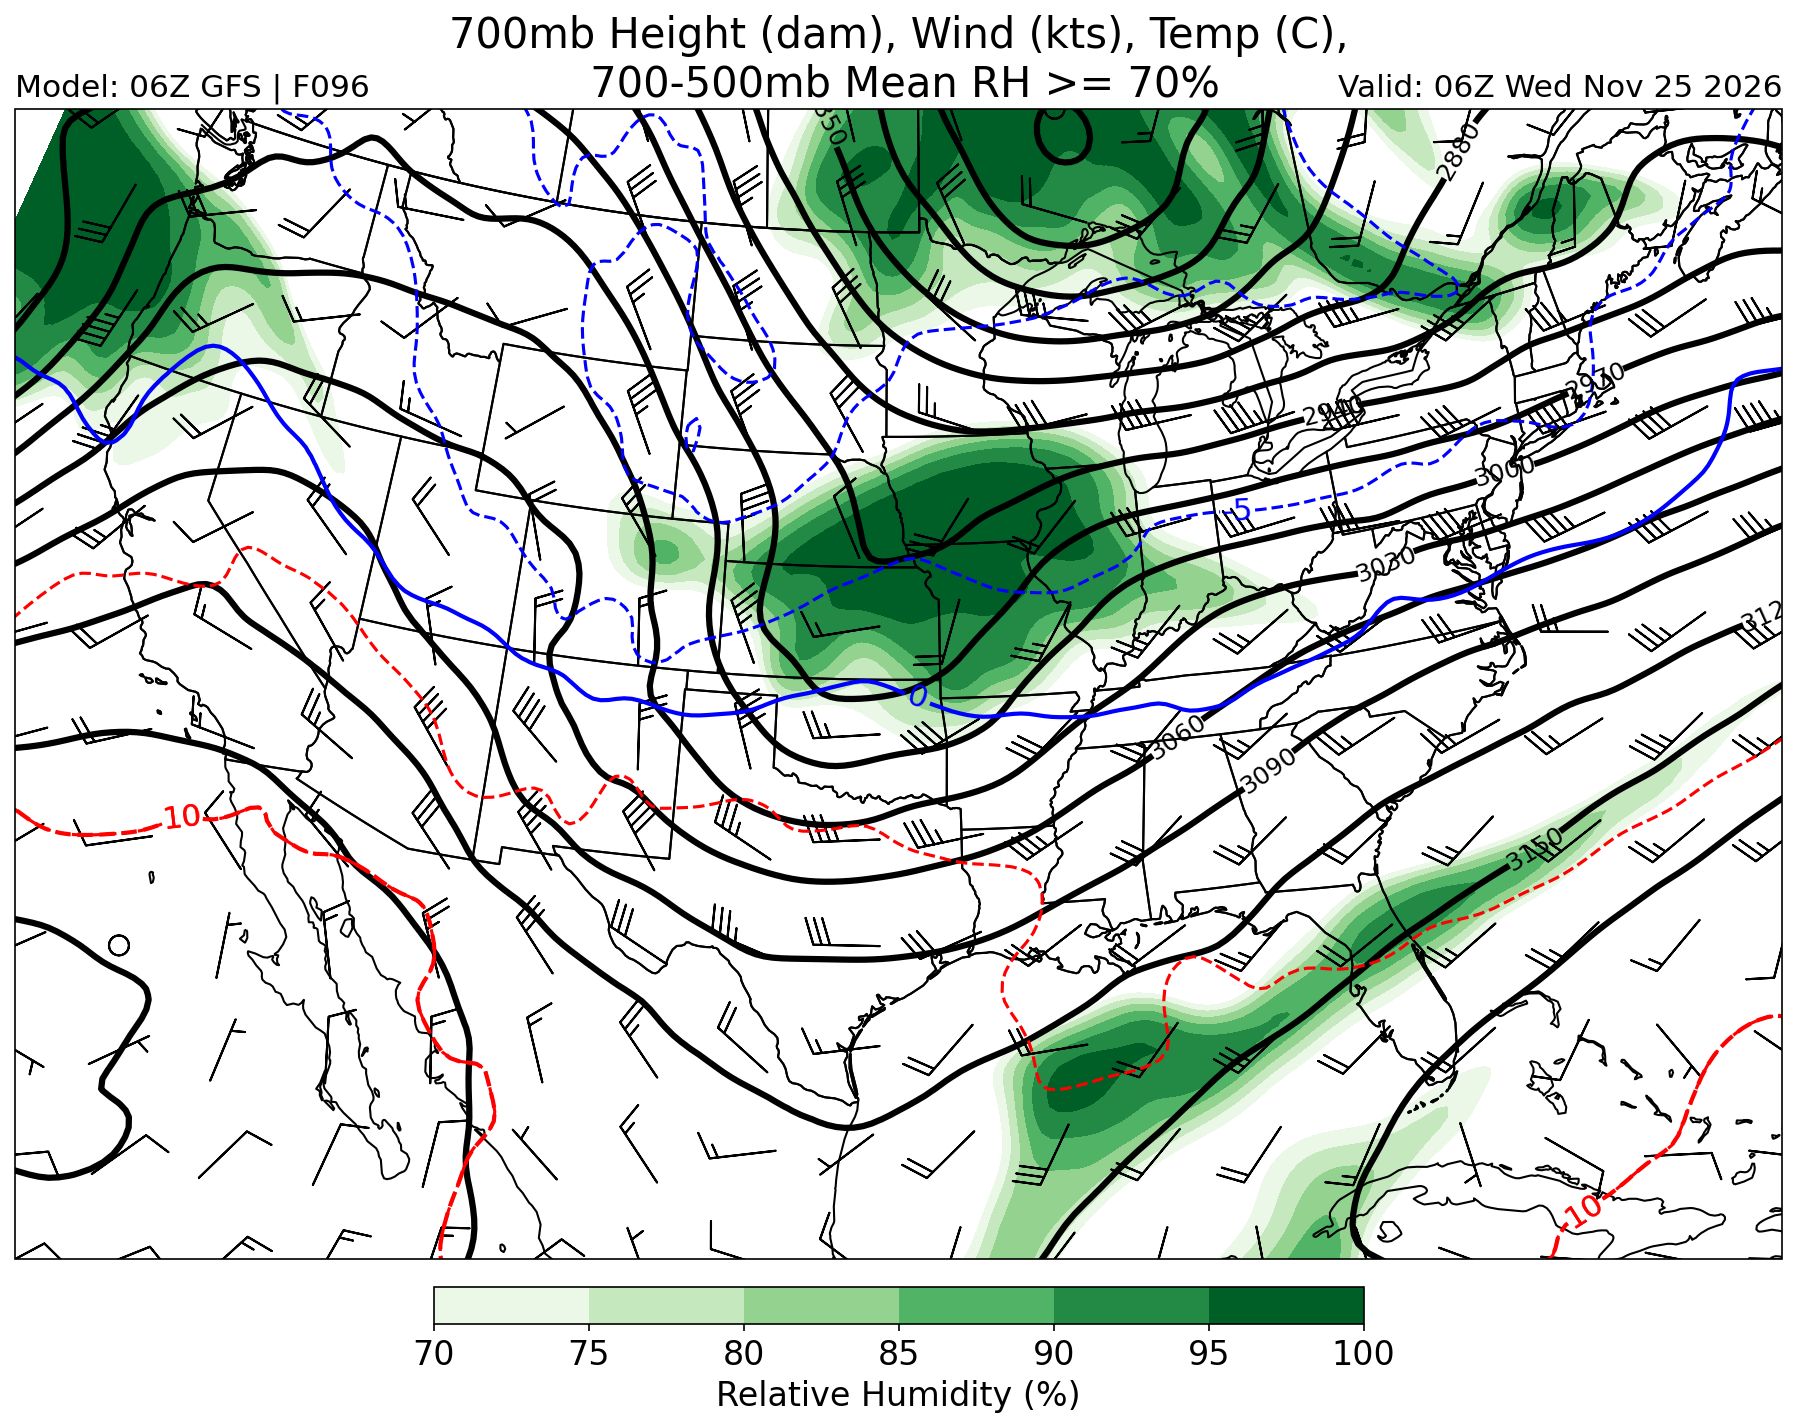 700mb Height (dam), Wind (kts), Temp (C),
700-500mb Mean RH >= 70%
Model: 06Z GFS | F096
Valid: 06Z Wed Nov 25 2026
2880
2970
2940
3000
-5
3030
312
0
3060
3090
10
3150
10
70 75 80 85 90 95 100
Relative Humidity (%)